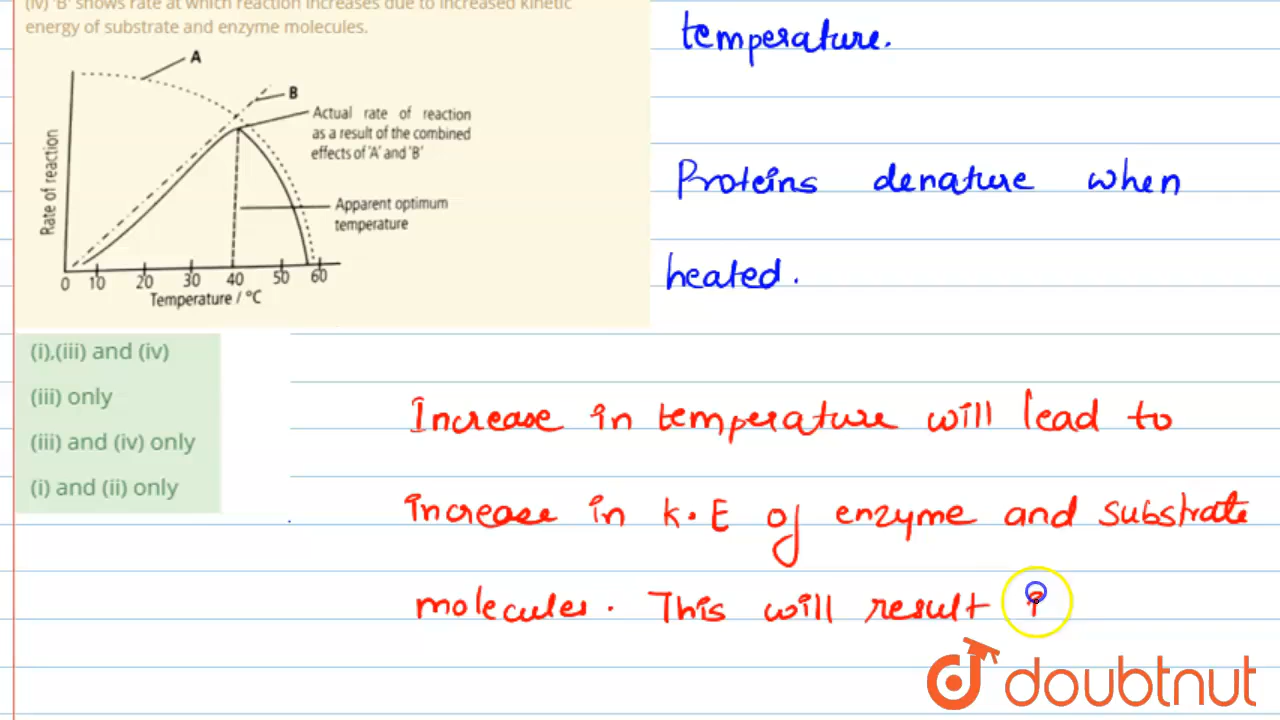 (iv) 'B' shows rate at which reaction increases due to increased kinetic
energy of substrate and enzyme molecules.
A
B
Actual rate of reaction
as a result of the combined
effects of 'A' and 'B'
Apparent optimum
temperature
Rate of reaction
0 10 20 30 40 50 60
Temperature / °C
(i),(iii) and (iv)
(iii) only
(iii) and (iv) only
(i) and (ii) only
temperature.
Proteins denature when
heated.
Increase in temperature will lead to
increase in K.E of enzyme and substrate
molecules. This will result i
doubtnut